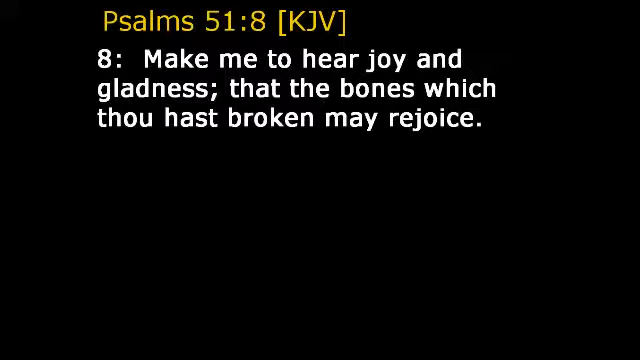 Psalms 51:8 [KJV]
8: Make me to hear joy and
gladness; that the bones which
thou hast broken may rejoice.